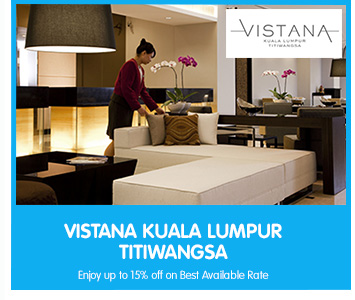 VISTANA
KUALA LUMPUR
TITIWANGSA
VISTANA KUALA LUMPUR
TITIWANGSA
Enjoy up to 15% off on Best Available Rate